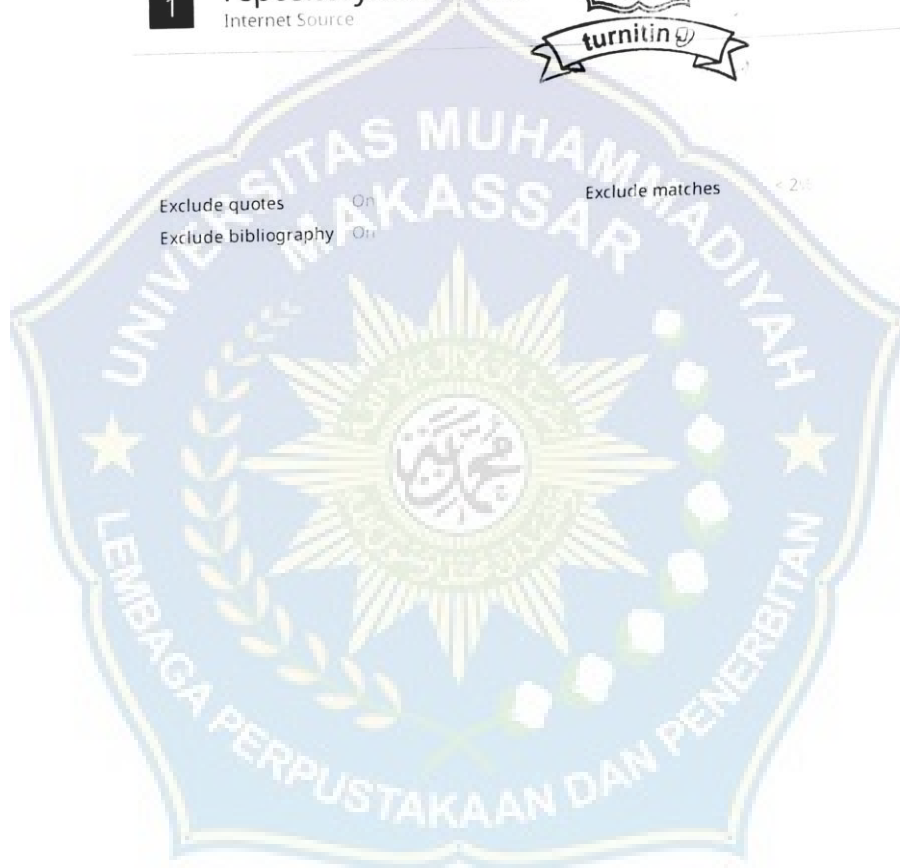 1
Internet Source
turnitin
Exclude quotes On
Exclude matches
Exclude bibliography On
UNIVERSITAS MUHAMMADIYAH
MAKASSAR
LEMBAGA PERPUSTAKAAN DAN PENERBITAN